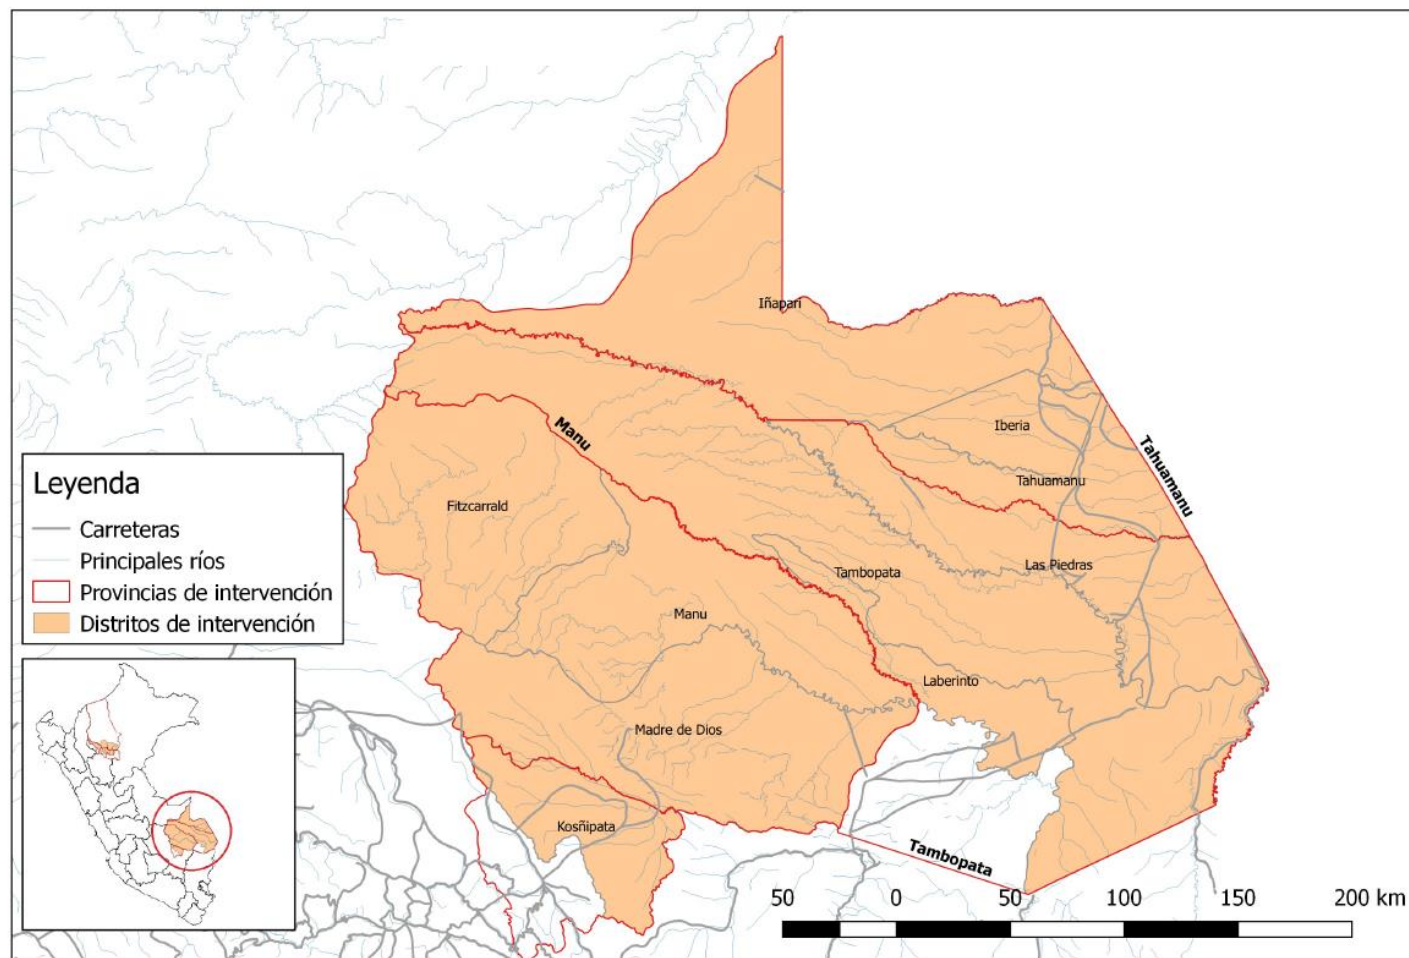 Iñapari
Manu
Iberia
Tahuamanu
Tahuamanu
Fitzcarrald
Las Piedras
Tambopata
Manu
Laberinto
Madre de Dios
Kosñipata
Tambopata
Leyenda
Carreteras
Principales ríos
Provincias de intervención
Distritos de intervención
50 0 50 100 150 200 km